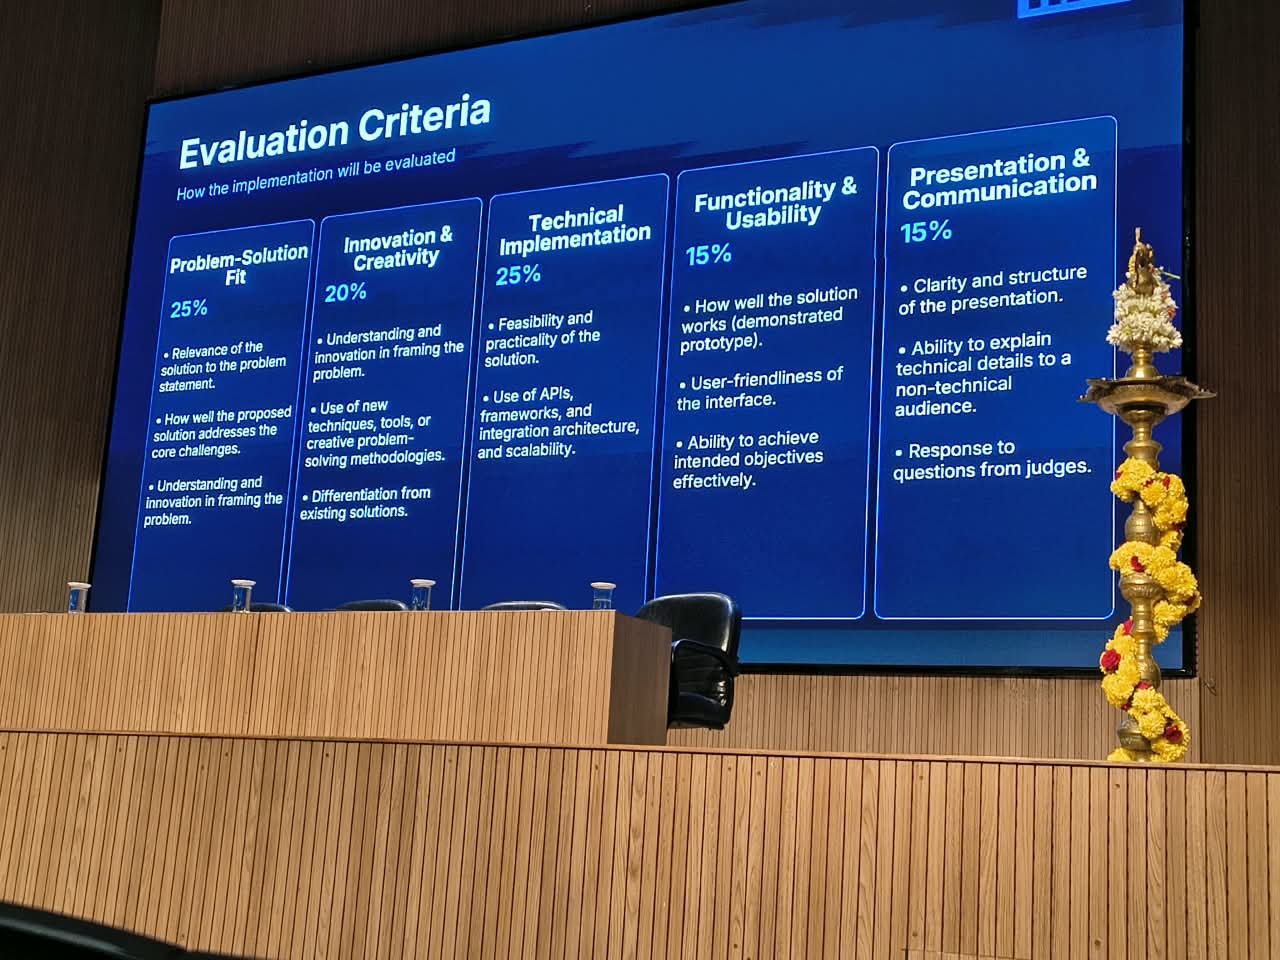 Evaluation Criteria
How the implementation will be evaluated
Problem-Solution
Fit
25%
• Relevance of the
solution to the problem
statement.
• How well the proposed
solution addresses the
core challenges.
• Understanding and
innovation in framing the
problem.
Innovation &
Creativity
20%
• Understanding and
innovation in framing the
problem.
• Use of new
techniques, tools, or
creative problem-
solving methodologies.
• Differentiation from
existing solutions.
Technical
Implementation
25%
• Feasibility and
practicality of the
solution.
• Use of APIs,
frameworks, and
integration architecture,
and scalability.
Functionality &
Usability
15%
• How well the solution
works (demonstrated
prototype).
• User-friendliness of
the interface.
• Ability to achieve
intended objectives
effectively.
Presentation &
Communication
15%
• Clarity and structure
of the presentation.
• Ability to explain
technical details to a
non-technical
audience.
• Response to
questions from judges.